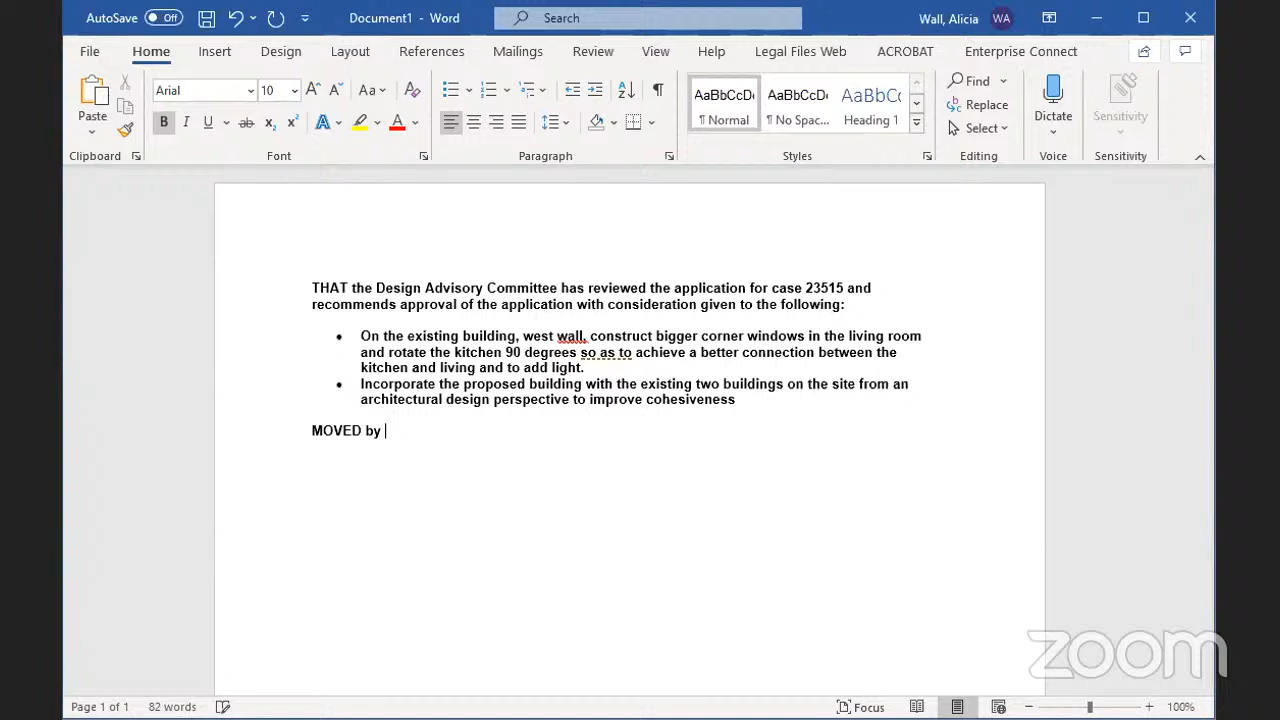 AutoSave Off Document1 - Word Search Wall, Alicia WA
File Home Insert Design Layout References Mailings Review View Help Legal Files Web ACROBAT Enterprise Connect
Paste Arial 10 Aa A AaBbCcDc AaBbCcDc AaBbCc Find
Replace
B I U ab x₂ x² A A ¶ Normal ¶ No Spac... Heading 1 Select Dictate Sensitivity
Clipboard Font Paragraph Styles Editing Voice Sensitivity
THAT the Design Advisory Committee has reviewed the application for case 23515 and
recommends approval of the application with consideration given to the following:
• On the existing building, west wall, construct bigger corner windows in the living room
and rotate the kitchen 90 degrees so as to achieve a better connection between the
kitchen and living and to add light.
• Incorporate the proposed building with the existing two buildings on the site from an
architectural design perspective to improve cohesiveness
MOVED by
zoom
Page 1 of 1 82 words Focus 100%